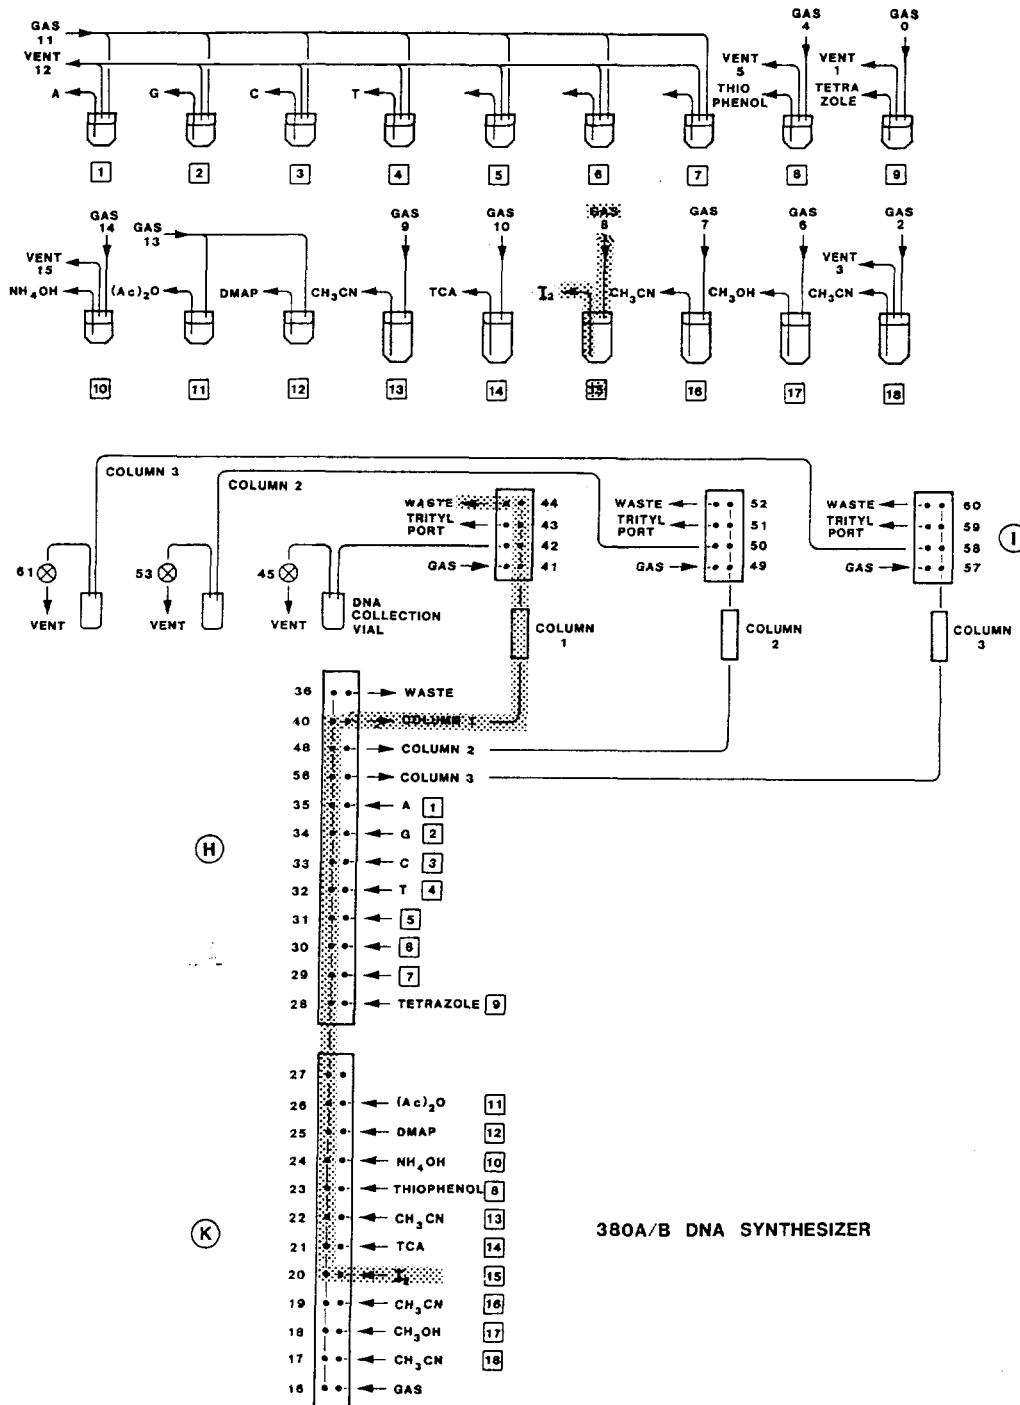 GAS 11
GAS 4
GAS 0
VENT 12
VENT 5
VENT 1
A
G
C
T
THIO PHENOL
TETRA ZOLE
1 2 3 4 5 6 7 8 9
GAS 14
GAS 13
GAS 9
GAS 10
GAS 8
GAS 7
GAS 6
GAS 2
VENT 15
VENT 3
NH4OH
(Ac)2O
DMAP
CH3CN
TCA
I2
CH3CN
CH3OH
CH3CN
10 11 12 13 14 15 16 17 18
COLUMN 3
COLUMN 2
WASTE 44
TRITYL PORT 43
42
GAS 41
WASTE 52
TRITYL PORT 51
50
GAS 49
WASTE 60
TRITYL PORT 59
58
GAS 57
I
61
VENT
53
VENT
45
VENT
DNA COLLECTION VIAL
COLUMN 1
COLUMN 2
COLUMN 3
36 WASTE
40 COLUMN 1
48 COLUMN 2
56 COLUMN 3
35 A 1
34 G 2
H
33 C 3
32 T 4
31 5
30 6
29 7
28 TETRAZOLE 9
27
26 (Ac)2O 11
25 DMAP 12
24 NH4OH 10
23 THIOPHENOL 8
22 CH3CN 13
K
380A/B DNA SYNTHESIZER
21 TCA 14
20 I2 15
19 CH3CN 16
18 CH3OH 17
17 CH3CN 18
16 GAS